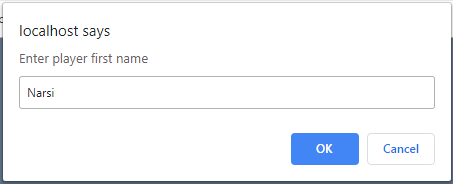 localhost says
Enter player first name
Narsi
OK
Cancel